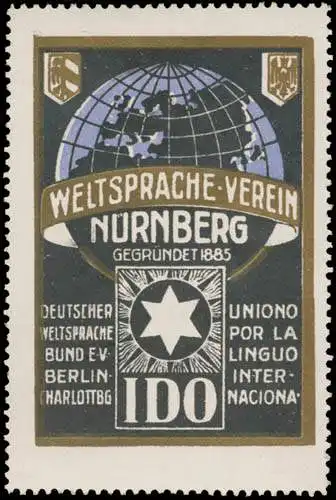 WELTSPRACHE-VEREIN
NÜRNBERG
GEGRÜNDET 1885
DEUTSCHER
WELTSPRACHE
BUND E·V·
BERLIN-
CHARLOTTBG
IDO
UNIONO
POR LA
LINGUO
INTER-
NACIONA·